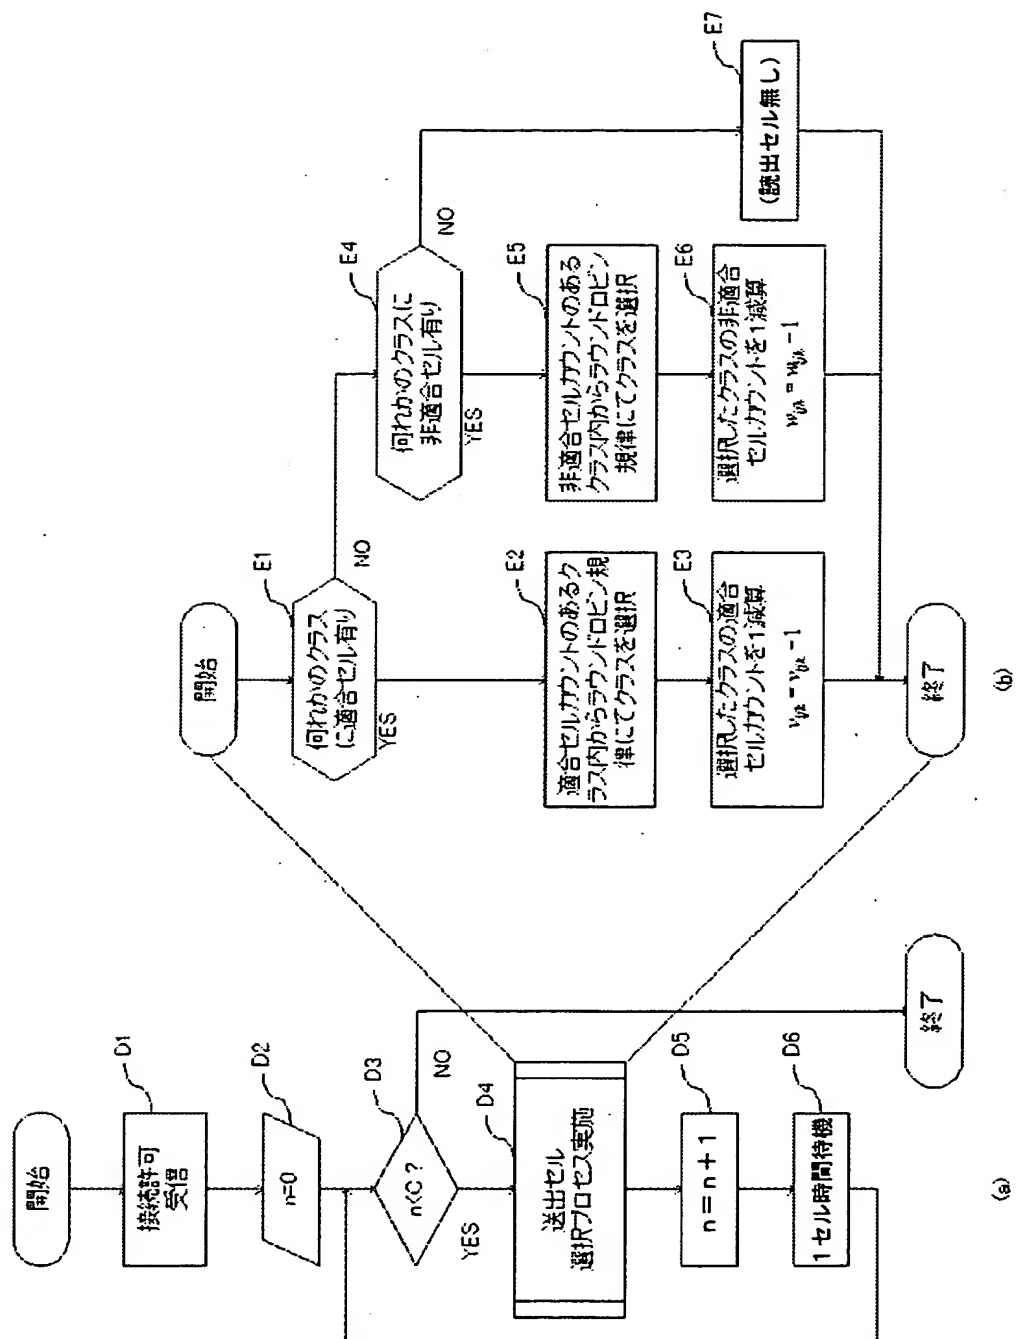 開始
D1
接続許可
受信
D2
n=0
D3
n<C ?
NO
YES
D4
送出セル
選択プロセス実施
D5
n = n + 1
D6
1セル時間待機
終了
(a)
開始
E1
何れかのクラス
に適合セル有り
NO
YES
E2
適合セルカウントのあるク
ラス内からラウンドロビン規
律にてクラスを選択
E3
選択したクラスの適合
セルカウントを1減算
E4
何れかのクラスに
非適合セル有り
NO
YES
E5
非適合セルカウントのある
クラス内からラウンドロビン
規律にてクラスを選択
E6
選択したクラスの非適合
セルカウントを1減算
E7
(読出セル無し)
終了
(b)